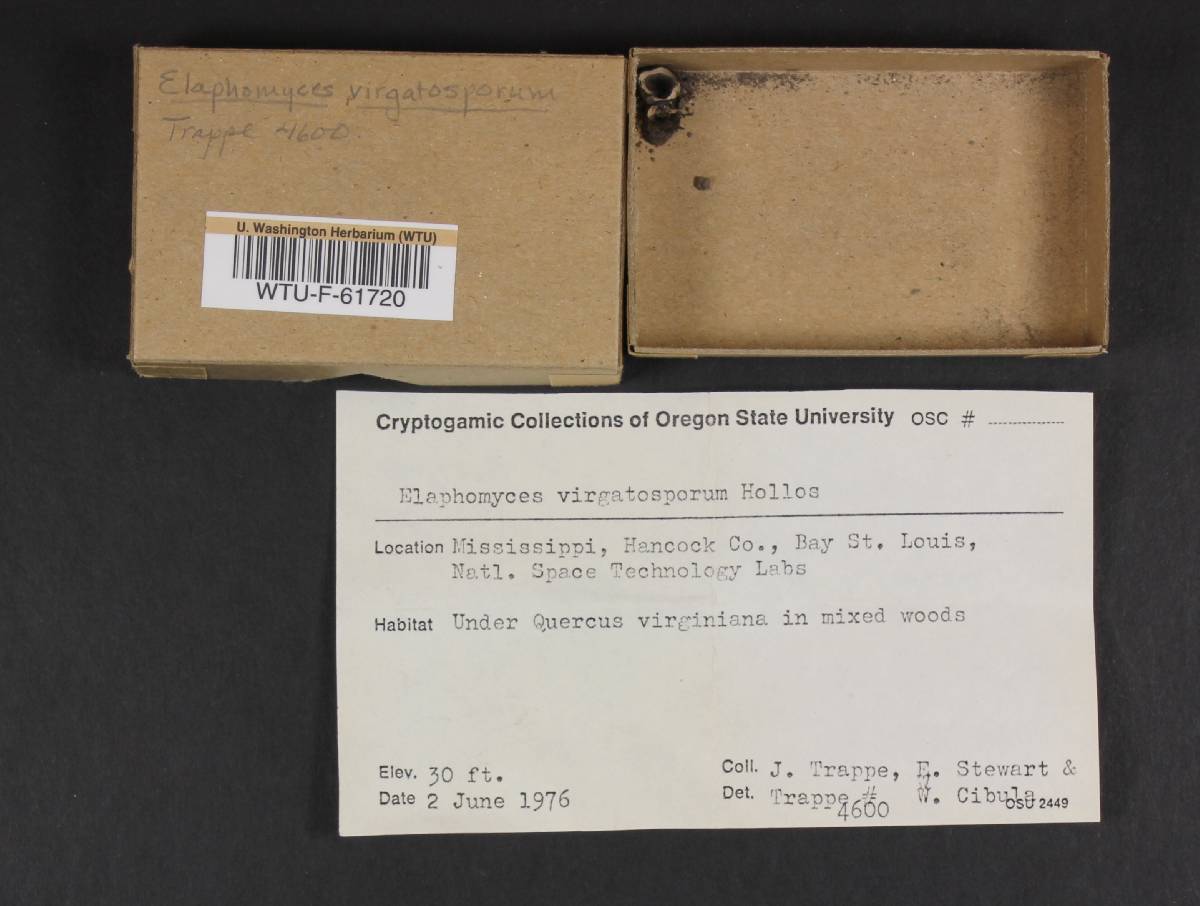 Elaphomyces virgatosporum
Trappe 4600
U. Washington Herbarium (WTU)
WTU-F-61720
Cryptogamic Collections of Oregon State University OSC #
Elaphomyces virgatosporum Hollos
Location Mississippi, Hancock Co., Bay St. Louis,
Natl. Space Technology Labs
Habitat Under Quercus virginiana in mixed woods
Elev. 30 ft.
Date 2 June 1976
Coll. J. Trappe, E. Stewart &
Det. Trappe # W. Cibula
4600
OSU 2449